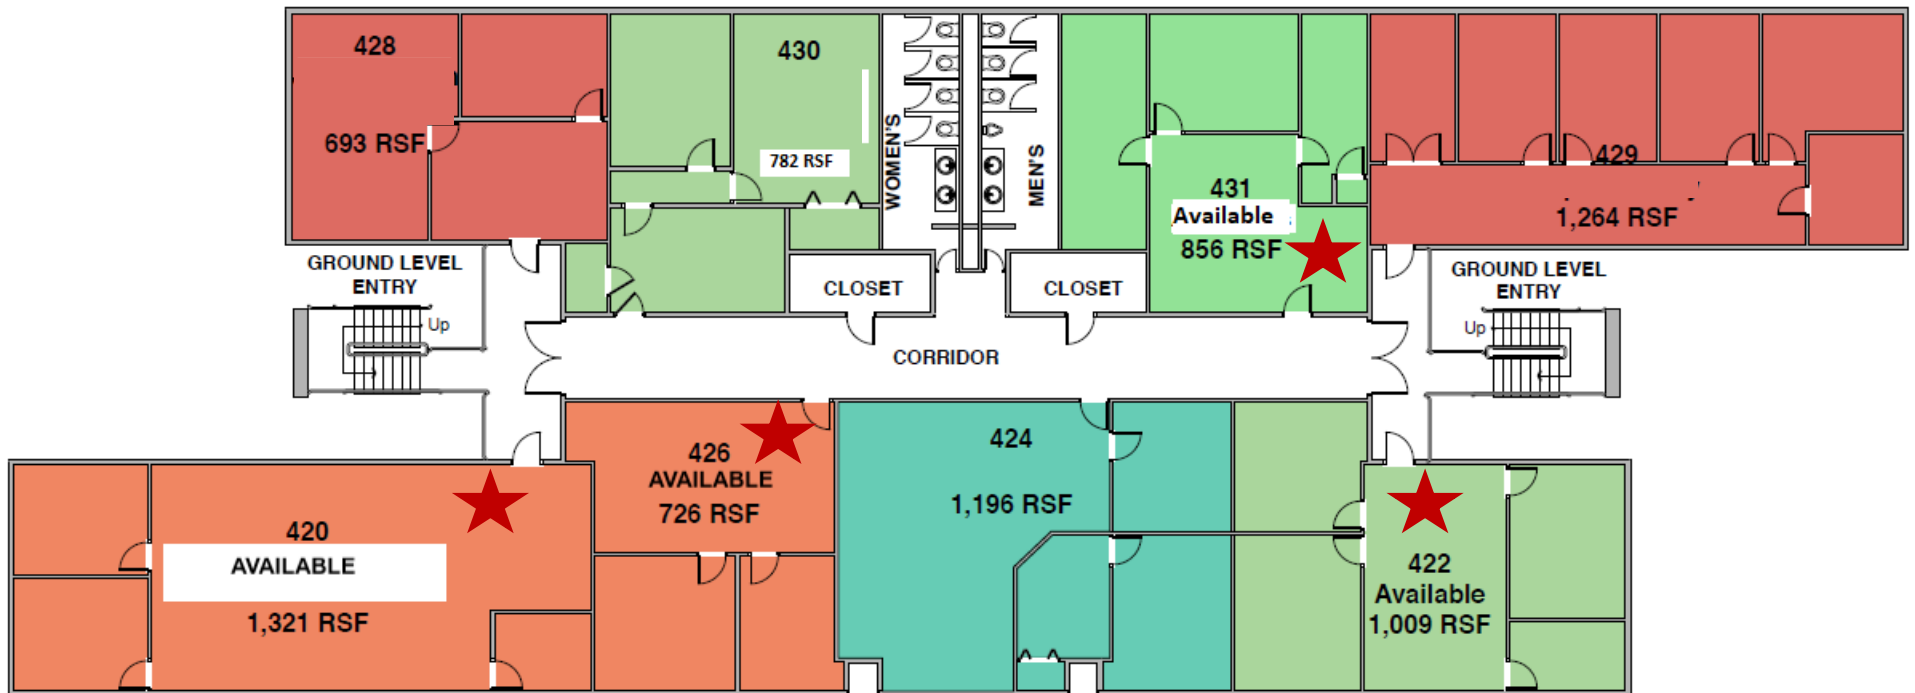 428
693 RSF
430
782 RSF
WOMEN'S
MEN'S
431
Available
856 RSF
429
1,264 RSF
GROUND LEVEL
ENTRY
Up
CLOSET
CLOSET
GROUND LEVEL
ENTRY
Up
CORRIDOR
420
AVAILABLE
1,321 RSF
426
AVAILABLE
726 RSF
424
1,196 RSF
422
Available
1,009 RSF